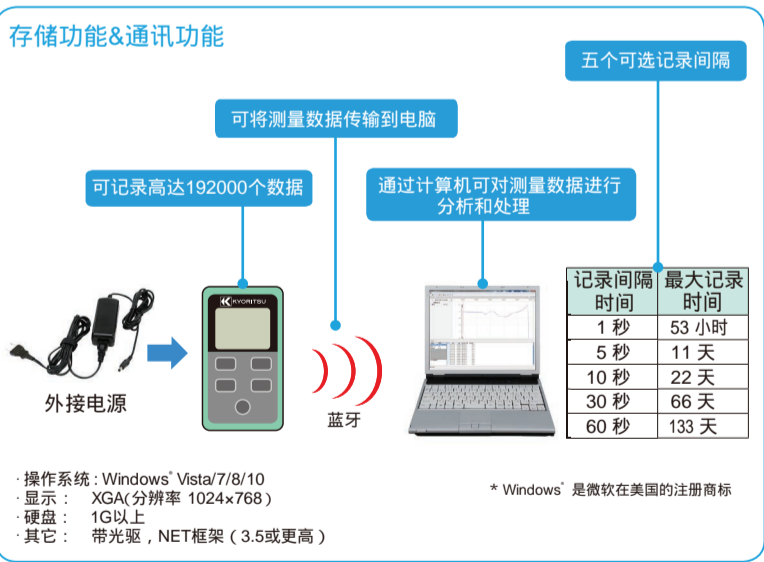 存储功能&通讯功能
五个可选记录间隔
可将测量数据传输到电脑
可记录高达192000个数据
通过计算机可对测量数据进行
分析和处理
KYORITSU
外接电源
蓝牙
记录间隔时间 最大记录时间
1 秒 53 小时
5 秒 11 天
10 秒 22 天
30 秒 66 天
60 秒 133 天
· 操作系统 : Windows® Vista/7/8/10
· 显示： XGA(分辨率 1024×768 )
· 硬盘： 1G以上
· 其它： 带光驱，NET框架（3.5或更高）
* Windows® 是微软在美国的注册商标